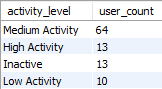 activity_level user_count
Medium Activity 64
High Activity 13
Inactive 13
Low Activity 10